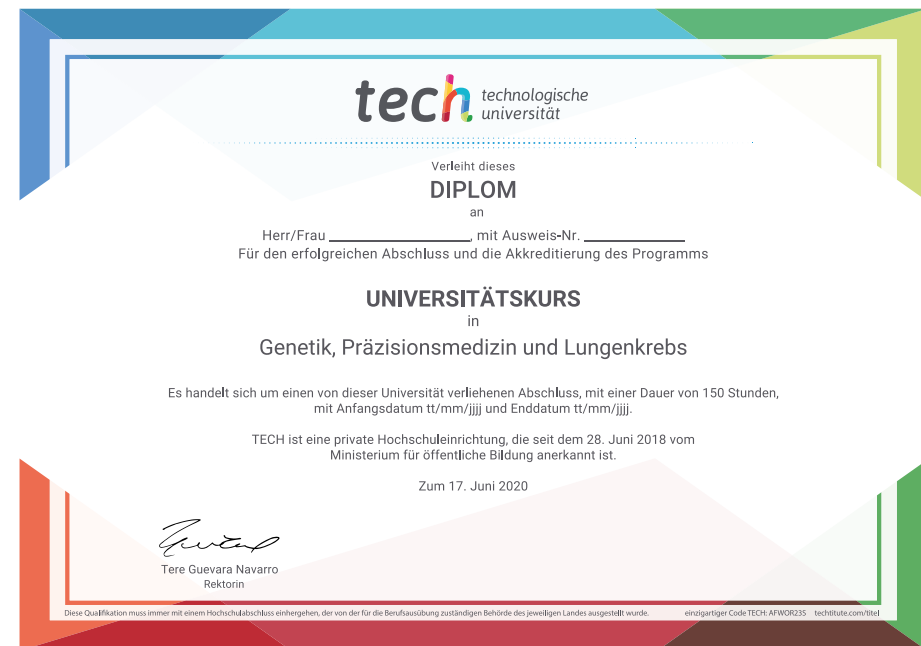 tech technologische
universität
Verleiht dieses
DIPLOM
an
Herr/Frau ____________________, mit Ausweis-Nr. ______________
Für den erfolgreichen Abschluss und die Akkreditierung des Programms
UNIVERSITÄTSKURS
in
Genetik, Präzisionsmedizin und Lungenkrebs
Es handelt sich um einen von dieser Universität verliehenen Abschluss, mit einer Dauer von 150 Stunden,
mit Anfangsdatum tt/mm/jjjj und Enddatum tt/mm/jjjj.
TECH ist eine private Hochschuleinrichtung, die seit dem 28. Juni 2018 vom
Ministerium für öffentliche Bildung anerkannt ist.
Zum 17. Juni 2020
Tere Guevara Navarro
Rektorin
Diese Qualifikation muss immer mit einem Hochschulabschluss einhergehen, der von der für die Berufsausübung zuständigen Behörde des jeweiligen Landes ausgestellt wurde. einzigartiger Code TECH: AFWOR23S techtitute.com/titel